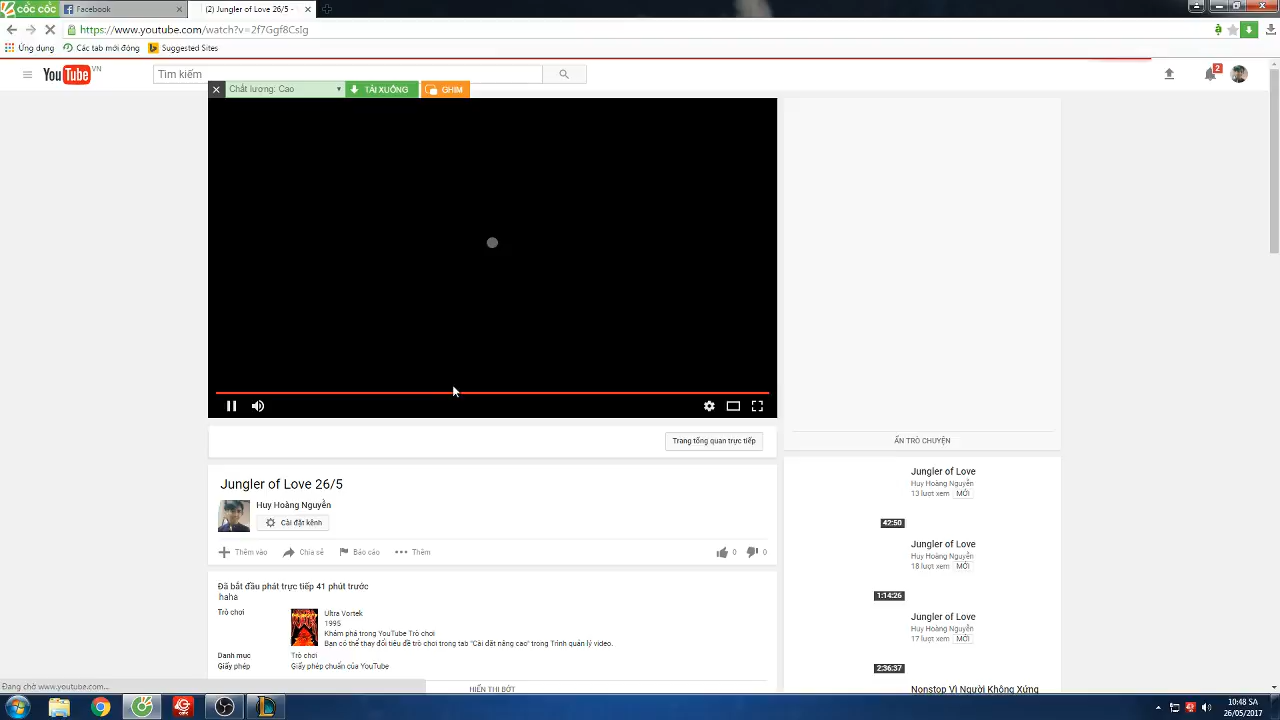 cốc cốc
Facebook
(2) Jungler of Love 26/5 -
https://www.youtube.com/watch?v=2f7Ggf8CsIg
Ứng dụng
Các tab mới đóng
Suggested Sites
YouTube VN
Tìm kiếm
2
Chất lượng: Cao
TẢI XUỐNG
GHIM
Trang tổng quan trực tiếp
ẨN TRÒ CHUYỆN
Jungler of Love 26/5
Huy Hoàng Nguyễn
Cài đặt kênh
Thêm vào
Chia sẻ
Báo cáo
Thêm
0
0
Đã bắt đầu phát trực tiếp 41 phút trước
haha
Trò chơi
Ultra Vortek
1995
Khám phá trong YouTube Trò chơi
Bạn có thể thay đổi tiêu đề trò chơi trong tab "Cài đặt nâng cao" trong Trình quản lý video.
Danh mục
Trò chơi
Giấy phép
Giấy phép chuẩn của YouTube
HIỂN THỊ BỚT
Jungler of Love
Huy Hoàng Nguyễn
13 lượt xem
MỚI
42:50
Jungler of Love
Huy Hoàng Nguyễn
18 lượt xem
MỚI
1:14:26
Jungler of Love
Huy Hoàng Nguyễn
17 lượt xem
MỚI
2:36:37
Nonstop Vì Người Không Xứng
Đang chờ www.youtube.com...
10:48 SA
26/05/2017